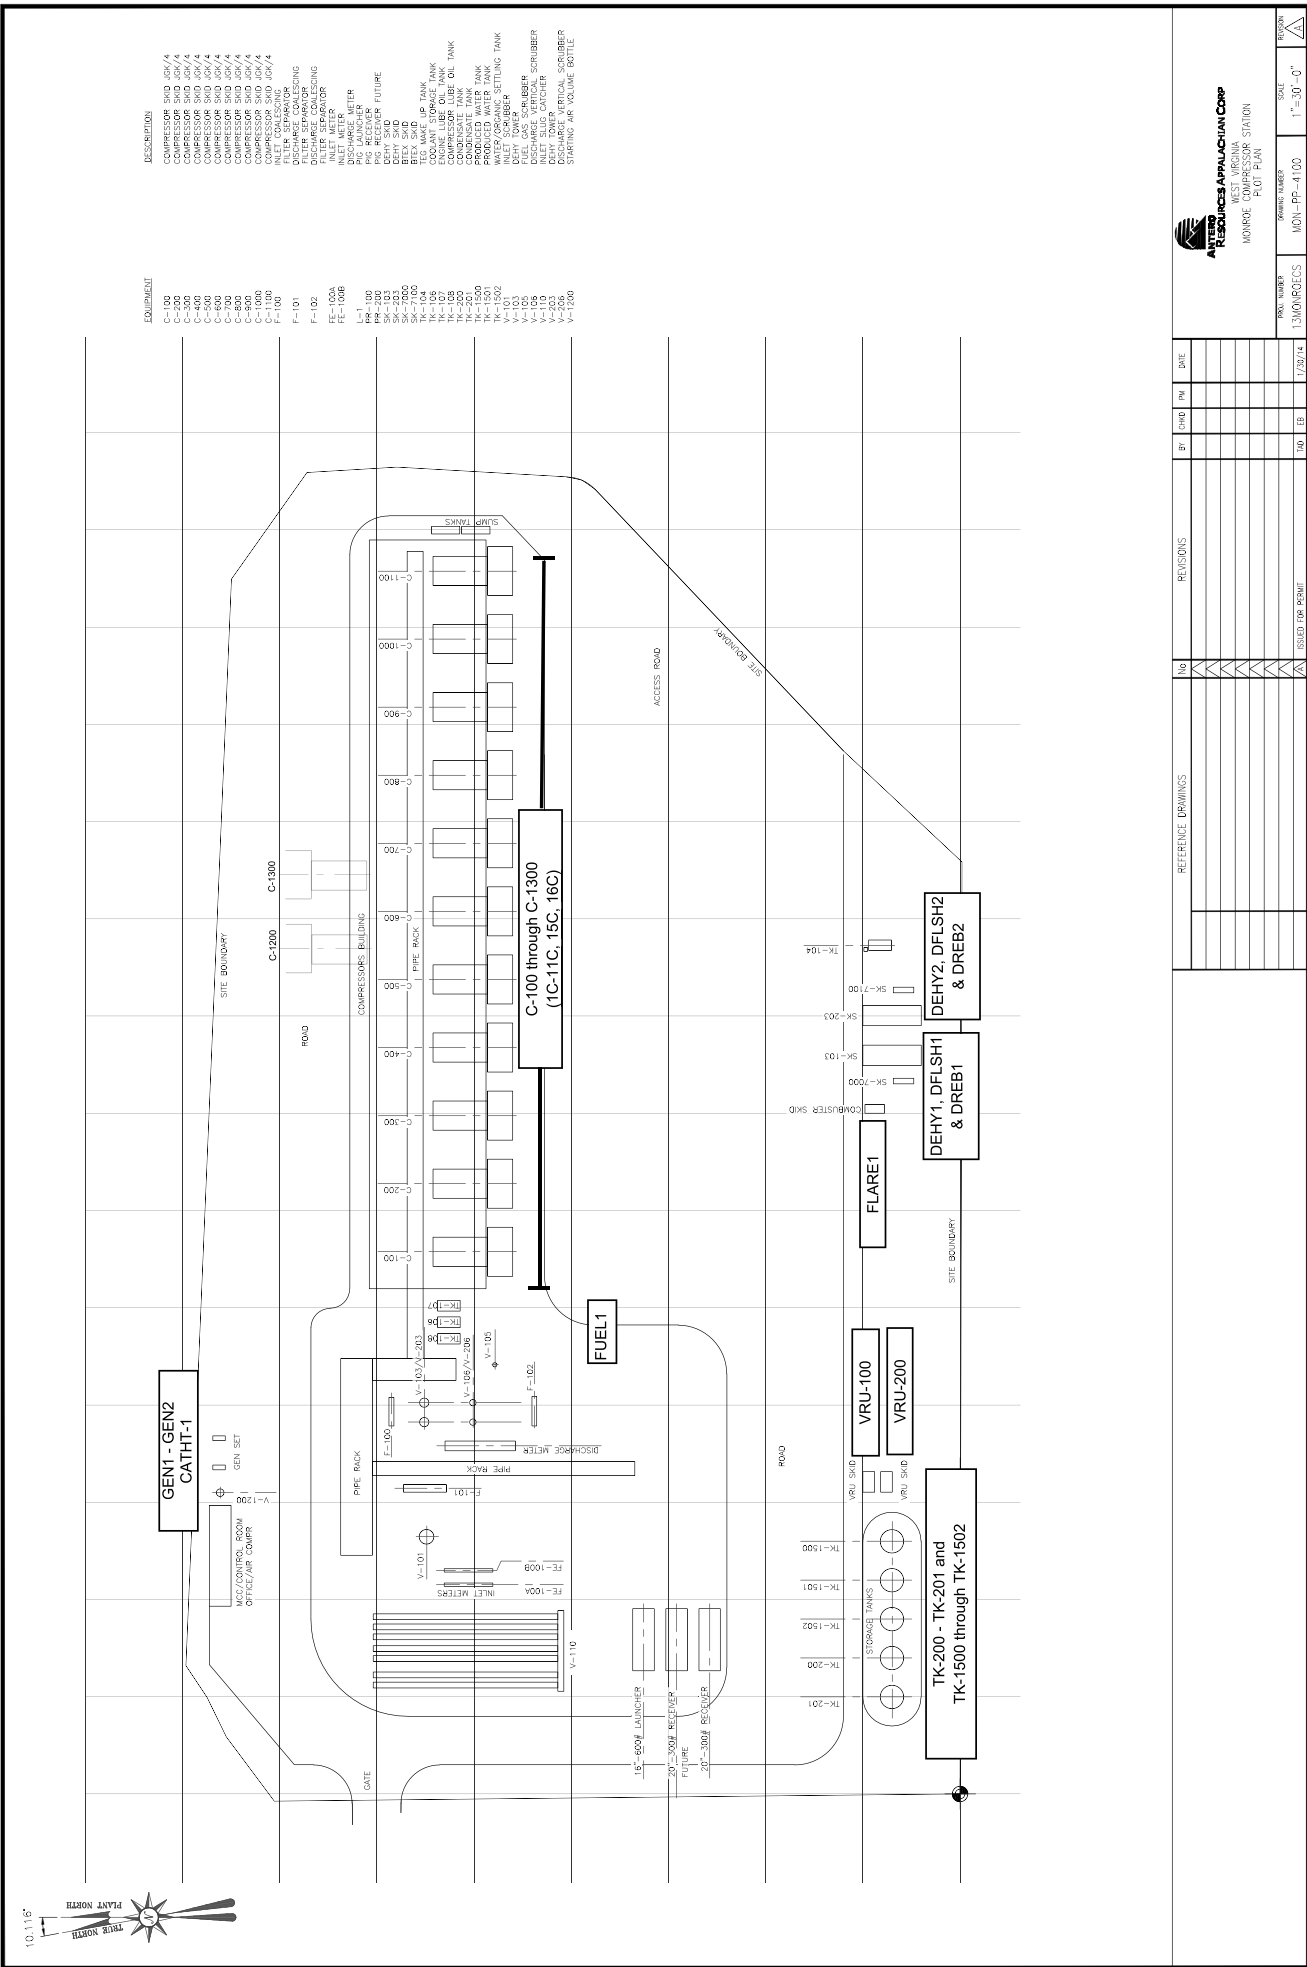 10.116°
TRUE NORTH
PLANT NORTH
N
EQUIPMENT
DESCRIPTION
C-100 COMPRESSOR SKID JGK/4
C-200 COMPRESSOR SKID JGK/4
C-300 COMPRESSOR SKID JGK/4
C-400 COMPRESSOR SKID JGK/4
C-500 COMPRESSOR SKID JGK/4
C-600 COMPRESSOR SKID JGK/4
C-700 COMPRESSOR SKID JGK/4
C-800 COMPRESSOR SKID JGK/4
C-900 COMPRESSOR SKID JGK/4
C-1000 COMPRESSOR SKID JGK/4
C-1100 COMPRESSOR SKID JGK/4
F-100 INLET COALESCING
FILTER SEPARATOR
F-101 DISCHARGE COALESCING
FILTER SEPARATOR
F-102 DISCHARGE COALESCING
FILTER SEPARATOR
FE-100A INLET METER
FE-100B INLET METER
DISCHARGE METER
L-1 PIG LAUNCHER
PR-100 PIG RECEIVER
PR-200 PIG RECEIVER FUTURE
SK-103 DEHY SKID
SK-203 DEHY SKID
SK-7000 BTEX SKID
SK-7100 BTEX SKID
TK-104 TEG MAKE UP TANK
TK-106 COOLANT STORAGE TANK
TK-107 ENGINE LUBE OIL TANK
TK-108 COMPRESSOR LUBE OIL TANK
TK-200 CONDENSATE TANK
TK-201 CONDENSATE TANK
TK-1500 PRODUCED WATER TANK
TK-1501 PRODUCED WATER TANK
TK-1502 WATER/ORGANIC SETTLING TANK
V-101 INLET SCRUBBER
V-103 DEHY TOWER
V-105 FUEL GAS SCRUBBER
V-106 DISCHARGE VERTICAL SCRUBBER
V-110 INLET SLUG CATCHER
V-203 DEHY TOWER
V-206 DISCHARGE VERTICAL SCRUBBER
V-1200 STARTING AIR VOLUME BOTTLE
GEN1 - GEN2
CATHT-1
MCC/CONTROL ROOM
OFFICE/AIR COMPR
V-1200
GEN SET
SITE BOUNDARY
ROAD
C-1200
C-1300
COMPRESSORS BUILDING
PIPE RACK
GATE
PIPE RACK
C-100
C-200
C-300
C-400
C-500
C-600
C-700
C-800
C-900
C-1000
C-1100
SUMP TANKS
F-100
V-101
V-103/V-203
TK-108
TK-106
TK-107
INLET METERS
FE-100A
FE-100B
F-101
PIPE RACK
V-106/V-206
V-105
F-102
DISCHARGE METER
V-110
C-100 through C-1300
(1C-11C, 15C, 16C)
FUEL1
16"-600# LAUNCHER
20"-300# RECEIVER
FUTURE
20"-300# RECEIVER
ACCESS ROAD
SITE BOUNDARY
ROAD
TK-201
TK-200
TK-1502
TK-1501
TK-1500
STORAGE TANKS
VRU SKID
VRU SKID
VRU-100
VRU-200
FLARE1
COMBUSTER SKID
SK-7000
SK-103
SK-203
SK-7100
TK-104
TK-200 - TK-201 and
TK-1500 through TK-1502
SITE BOUNDARY
DEHY1, DFLSH1
& DREB1
DEHY2, DFLSH2
& DREB2
REFERENCE DRAWINGS
No
REVISIONS
BY
CHKD
PM
DATE
A
ISSUED FOR PERMIT
TAD
EB
1/30/14
ANTERO
RESOURCES APPALACHIAN CORP
WEST VIRGINIA
MONROE COMPRESSOR STATION
PLOT PLAN
PROJ. NUMBER
13MONROECS
DRAWING NUMBER
MON-PP-4100
SCALE
1"=30'-0"
REVISION
A